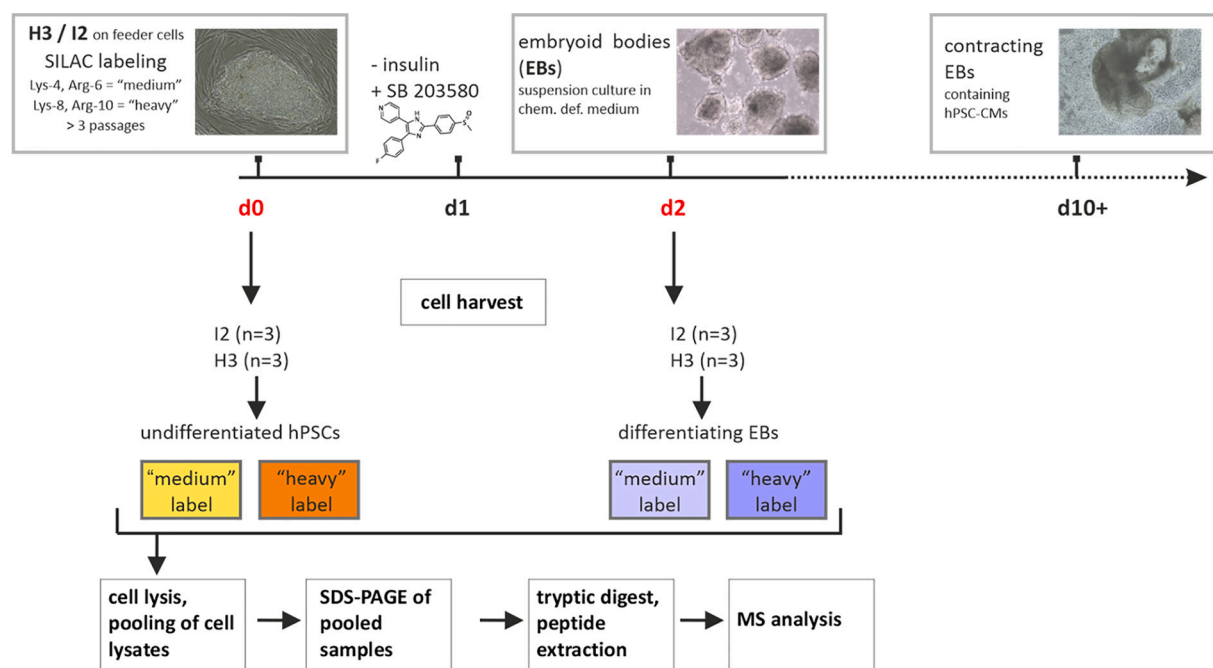 H3 / I2 on feeder cells
SILAC labeling
Lys-4, Arg-6 = “medium”
Lys-8, Arg-10 = “heavy”
> 3 passages
- insulin
+ SB 203580
N
H
N
N
F
O
S
embryoid bodies
(EBs)
suspension culture in
chem. def. medium
contracting
EBs
containing
hPSC-CMs
d0
d1
d2
d10+
cell harvest
I2 (n=3)
H3 (n=3)
I2 (n=3)
H3 (n=3)
undifferentiated hPSCs
differentiating EBs
“medium”
label
“heavy”
label
“medium”
label
“heavy”
label
cell lysis,
pooling of cell
lysates
SDS-PAGE of
pooled
samples
tryptic digest,
peptide
extraction
MS analysis